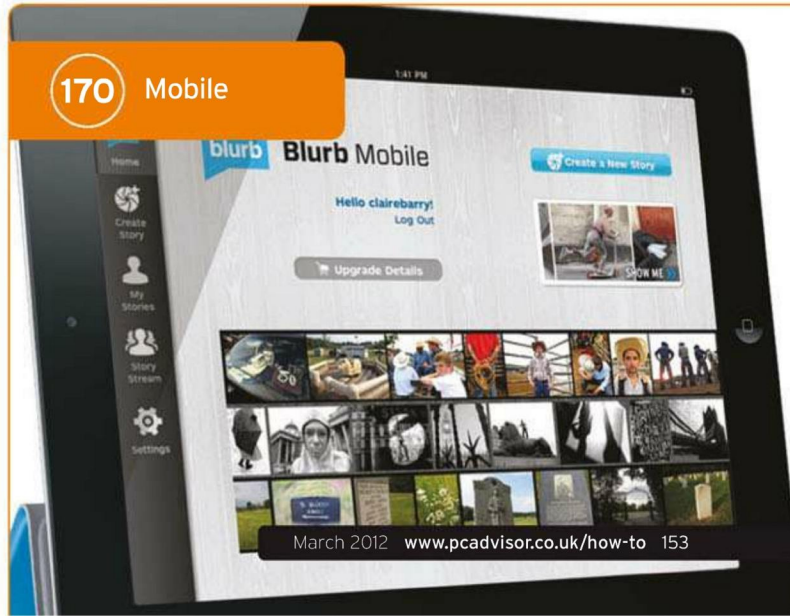 170 Mobile
1:41 PM
blurb Blurb Mobile
Home
Create a New Story
Create
Story
Hello clairebarry!
Log Out
My
Stories
Upgrade Details
SHOW ME
Story
Stream
Settings
March 2012 www.pcadvisor.co.uk/how-to 153